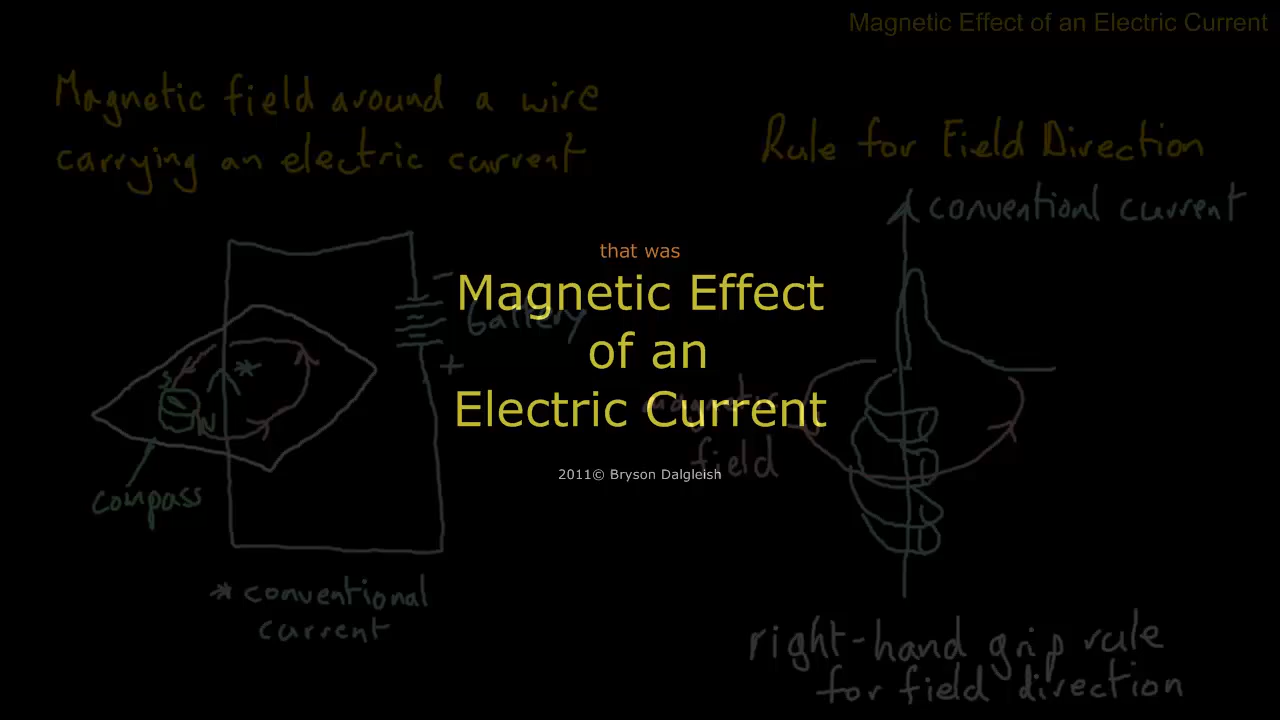 Magnetic Effect of an Electric Current
Magnetic field around a wire
carrying an electric current
Rule for Field Direction
conventional current
that was
Magnetic Effect
of an
Electric Current
2011© Bryson Dalgleish
−
battery
+
*
S
N
compass
magnetic
field
* conventional
current
right-hand grip rule
for field direction